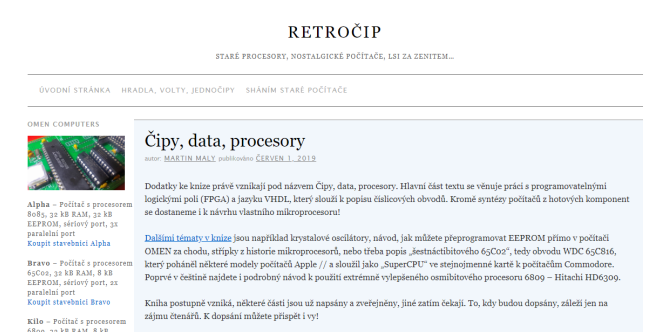 RETROČIP
STARÉ PROCESORY, NOSTALGICKÉ POČÍTAČE, LSI ZA ZENITEM…
ÚVODNÍ STRÁNKA HRADLA, VOLTY, JEDNOČIPY SHÁNÍM STARÉ POČÍTAČE
OMEN COMPUTERS
Alpha – Počítač s procesorem
8085, 32 kB RAM, 32 kB
EEPROM, sériový port, 3x
paralelní port
Koupit stavebnici Alpha
Bravo – Počítač s procesorem
65C02, 32 kB RAM, 8 kB
EEPROM, sériový port, 2x
paralelní port
Koupit stavebnici Bravo
Kilo – Počítač s procesorem
6809, 32 kB RAM, 8 kB
Čipy, data, procesory
autor: MARTIN MALY publikováno ČERVEN 1, 2019
Dodatky ke knize právě vznikají pod názvem Čipy, data, procesory. Hlavní část textu se věnuje práci s programovatelnými
logickými poli (FPGA) a jazyku VHDL, který slouží k popisu číslicových obvodů. Kromě syntézy počítačů z hotových komponent
se dostaneme i k návrhu vlastního mikroprocesoru!
Dalšími tématy v knize jsou například krystalové oscilátory, návod, jak můžete přeprogramovat EEPROM přímo v počítači
OMEN za chodu, střípky z historie mikroprocesorů, nebo třeba popis „šestnáctibitového 65C02“, tedy obvodu WDC 65C816,
který poháněl některé modely počítačů Apple // a sloužil jako „SuperCPU“ ve stejnojmenné kartě k počítačům Commodore.
Poprvé v češtině najdete i podrobný návod k použití extrémně vylepšeného osmibitového procesoru 6809 – Hitachi HD6309.
Kniha postupně vzniká, některé části jsou už napsány a zveřejněny, jiné zatím čekají. To, kdy budou dopsány, záleží jen na
zájmu čtenářů. K dopsání můžete přispět i vy!